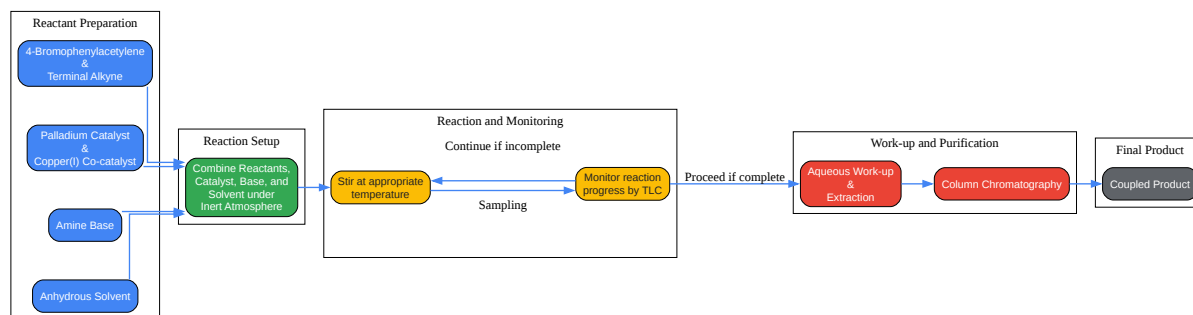 Reactant Preparation
4-Bromophenylacetylene
&
Terminal Alkyne
Palladium Catalyst
&
Copper(I) Co-catalyst
Amine Base
Anhydrous Solvent
Reaction Setup
Combine Reactants,
Catalyst, Base, and
Solvent under
Inert Atmosphere
Reaction and Monitoring
Continue if incomplete
Stir at appropriate
temperature
Sampling
Monitor reaction
progress by TLC
Proceed if complete
Work-up and Purification
Aqueous Work-up
&
Extraction
Column Chromatography
Final Product
Coupled Product